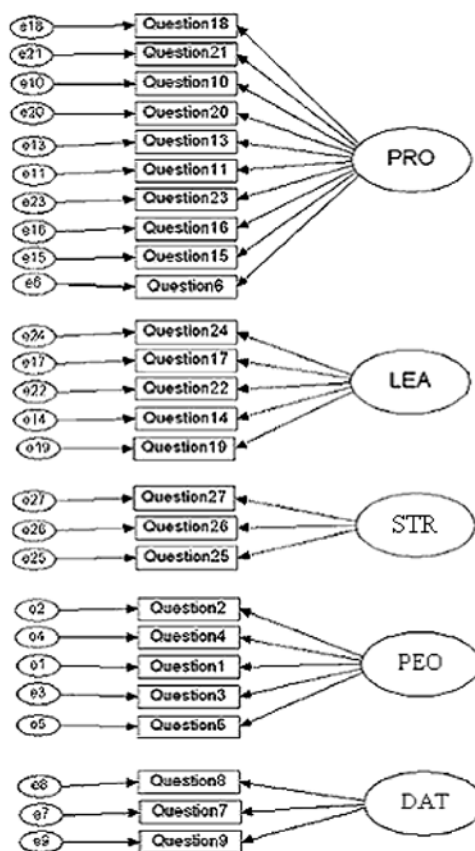 e18 Question18
e21 Question21
e10 Question10
e20 Question20
e13 Question13
PRO
e11 Question11
e23 Question23
e16 Question16
e15 Question15
e6 Question6
e24 Question24
e17 Question17
LEA
e22 Question22
e14 Question14
e19 Question19
e27 Question27
e26 Question26
STR
e25 Question25
e2 Question2
e4 Question4
e1 Question1
PEO
e3 Question3
e5 Question5
e8 Question8
e7 Question7
DAT
e9 Question9